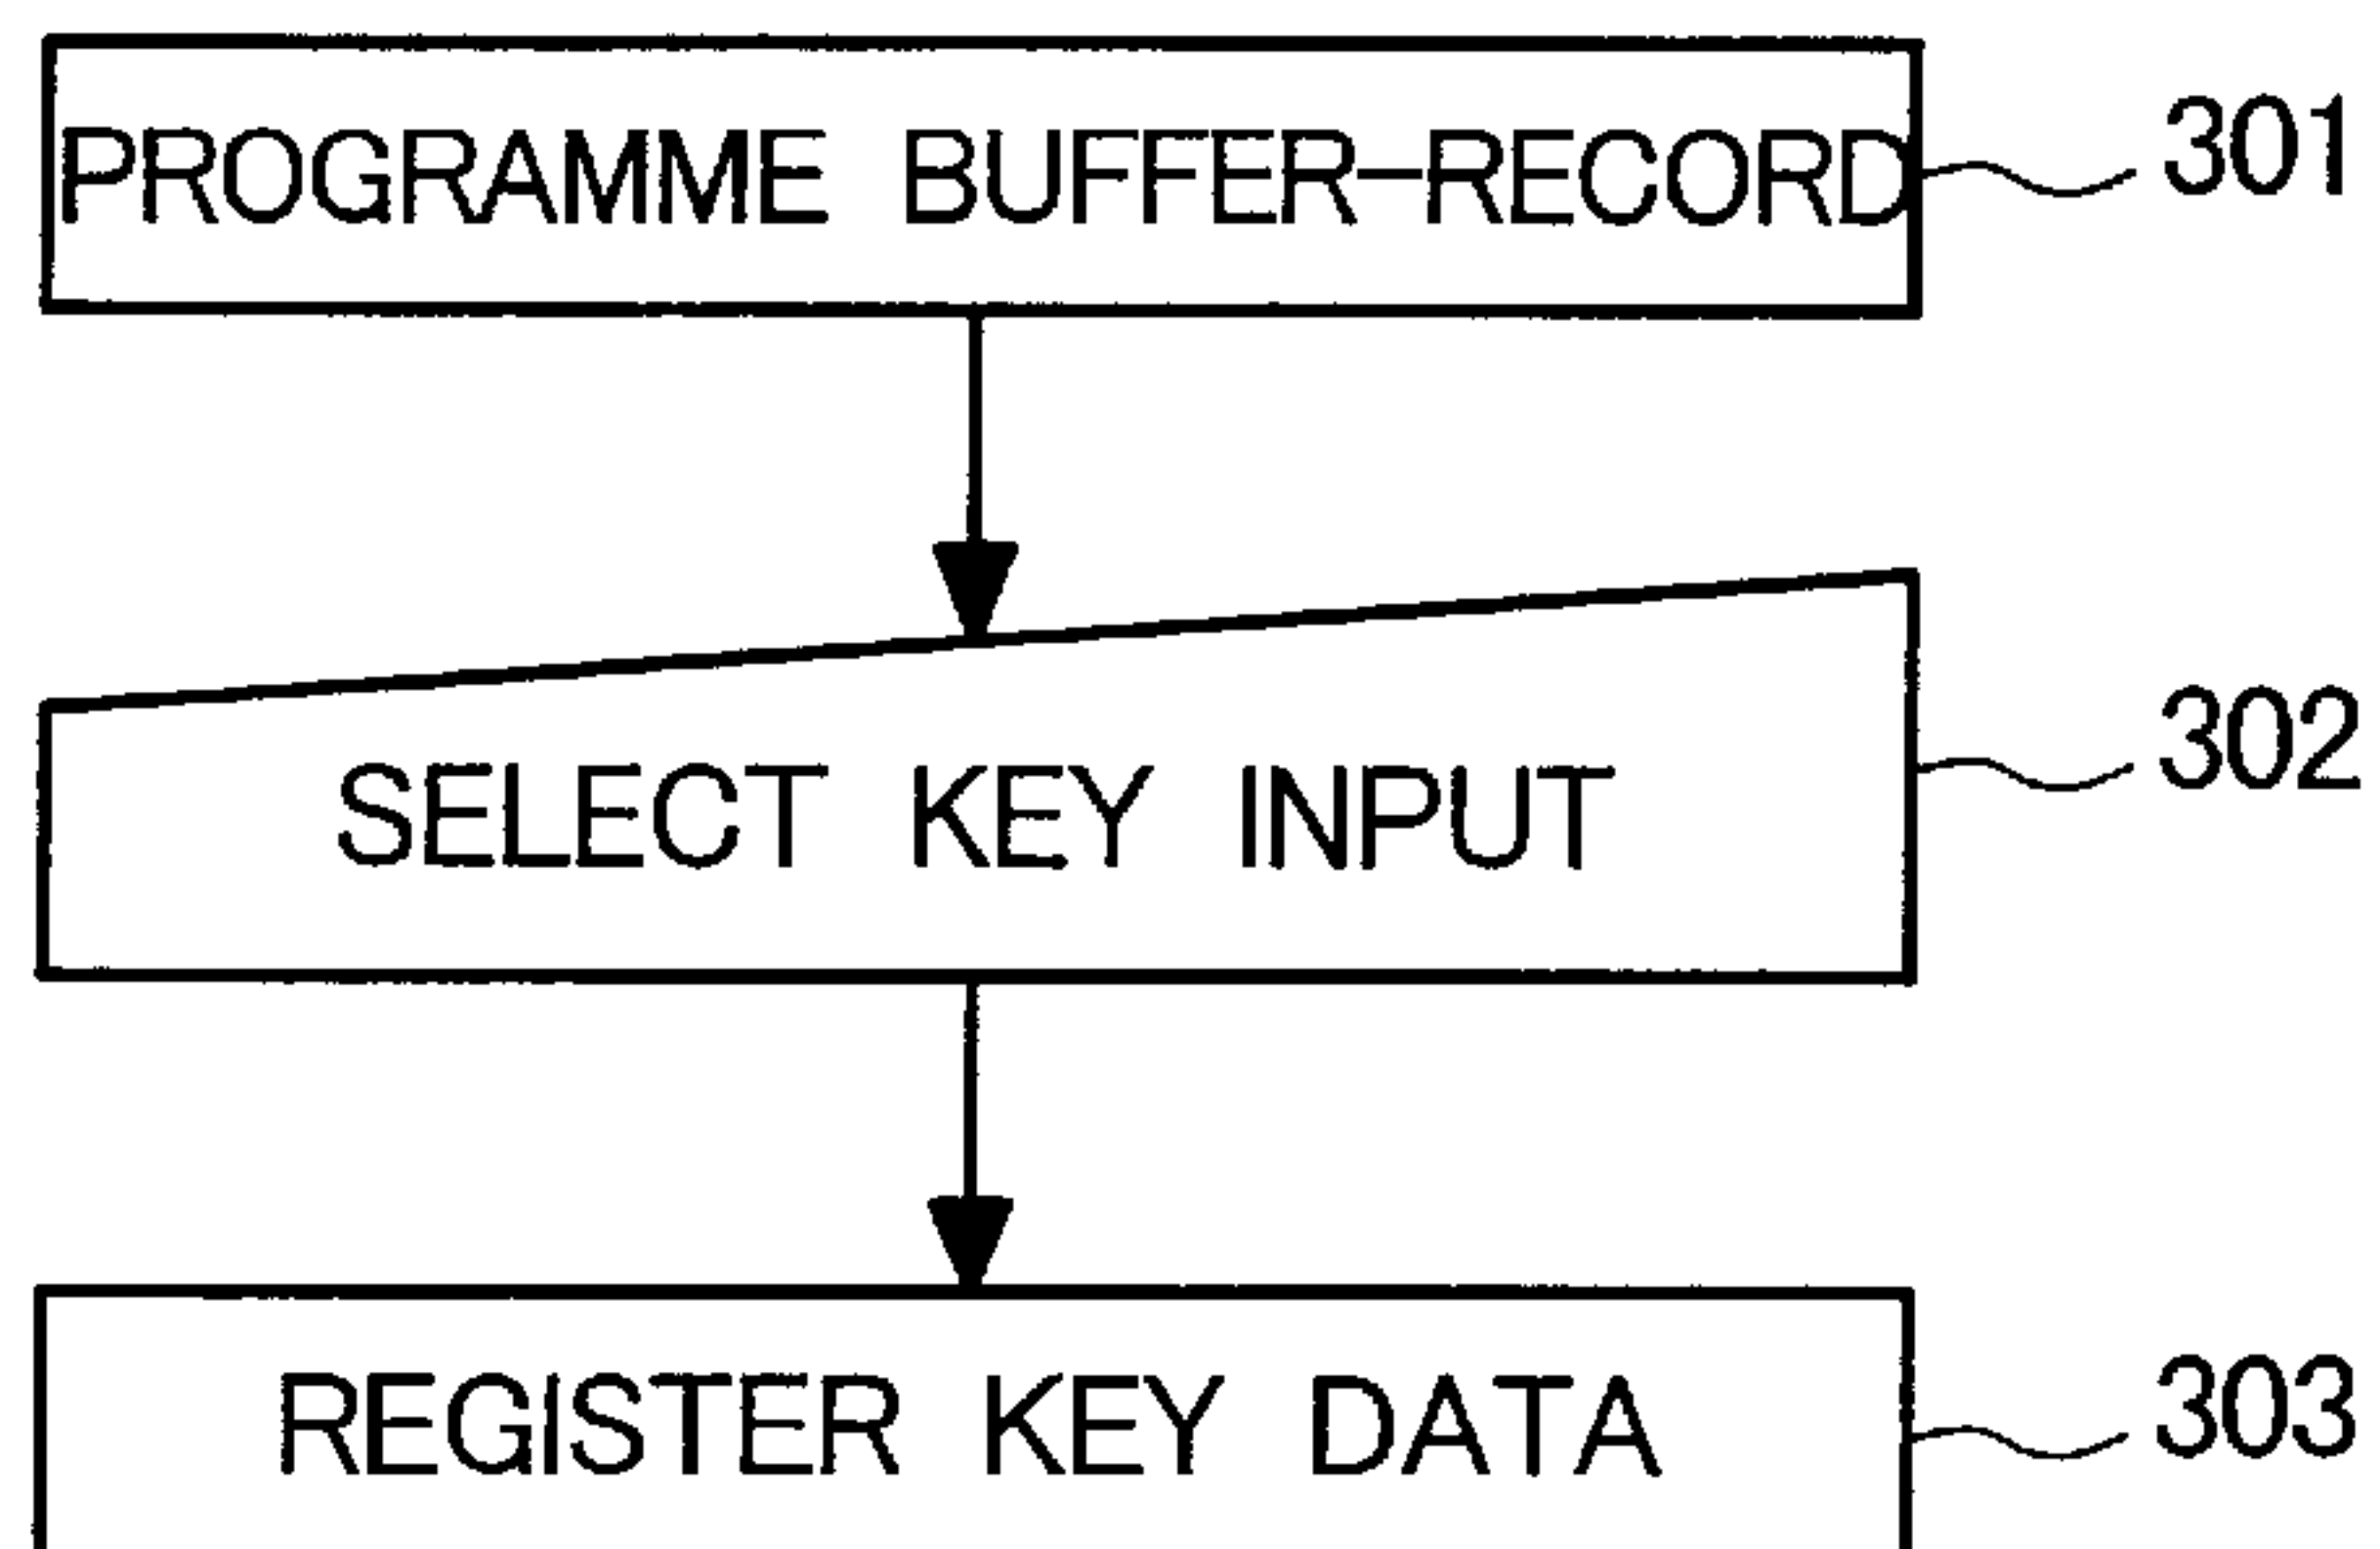 PROGRAMME BUFFER-RECORD 301
SELECT KEY INPUT 302
REGISTER KEY DATA 303